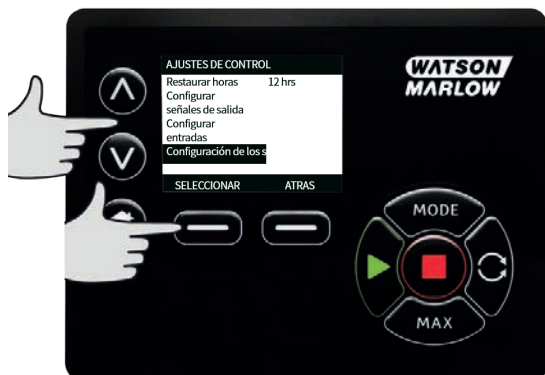 AJUSTES DE CONTROL
Restaurar horas 12 hrs
Configurar
señales de salida
Configurar
entradas
Configuración de los s
SELECCIONAR ATRAS
WATSON
MARLOW
MODE
MAX